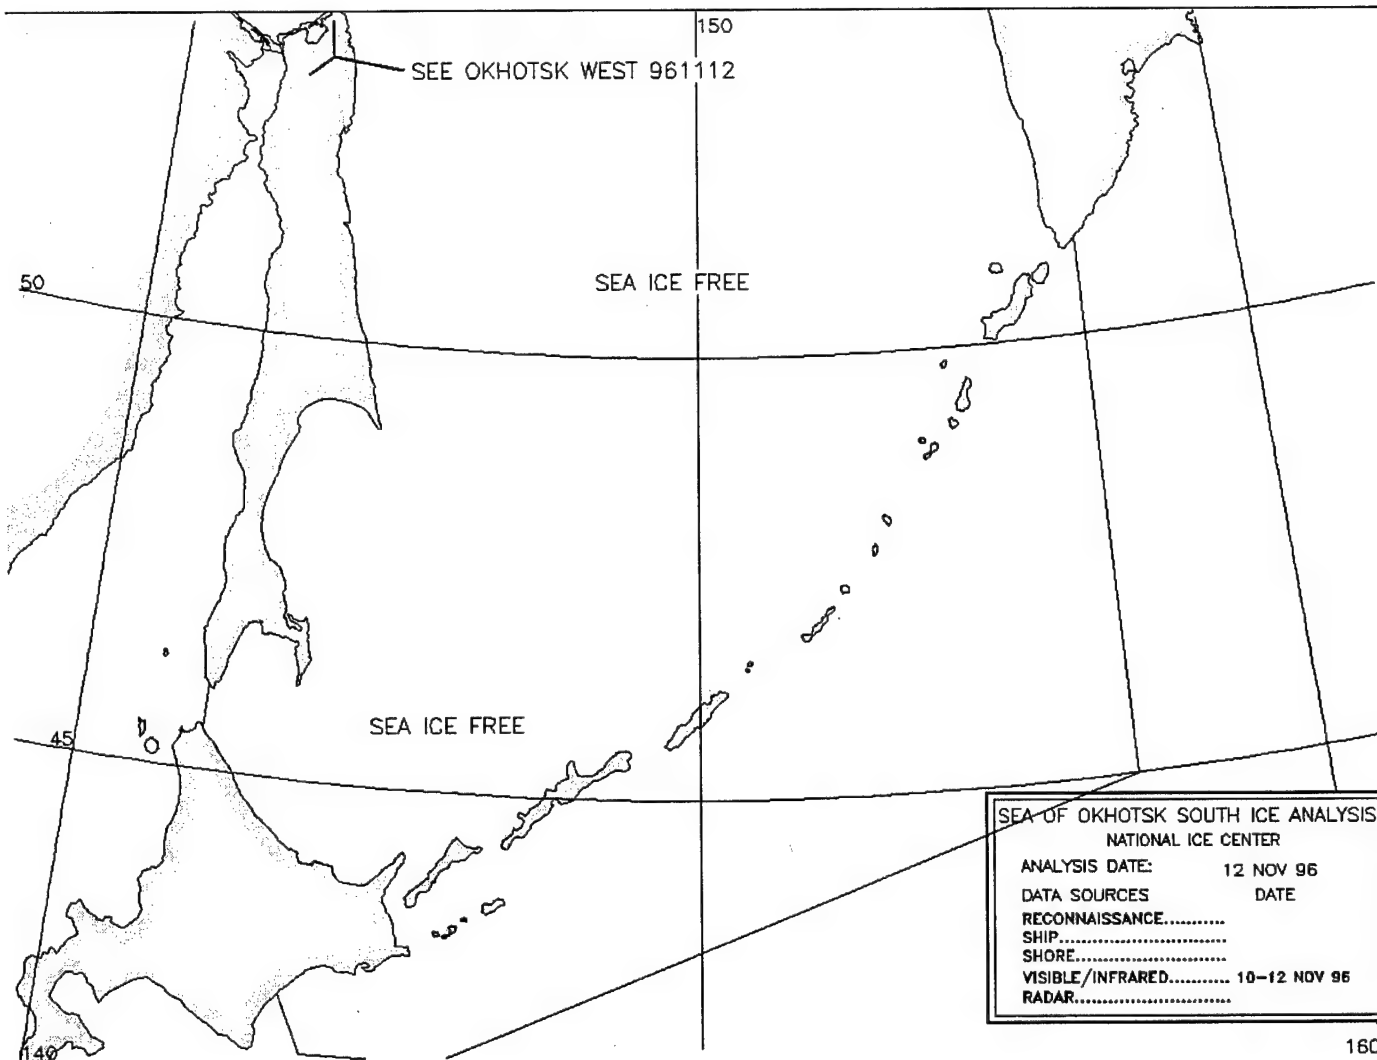 150
SEE OKHOTSK WEST 961112
50
SEA ICE FREE
SEA ICE FREE
45
SEA OF OKHOTSK SOUTH ICE ANALYSIS
NATIONAL ICE CENTER
ANALYSIS DATE: 12 NOV 96
DATA SOURCES DATE
RECONNAISSANCE...........
SHIP..............................
SHORE...........................
VISIBLE/INFRARED........... 10-12 NOV 96
RADAR............................
140
160